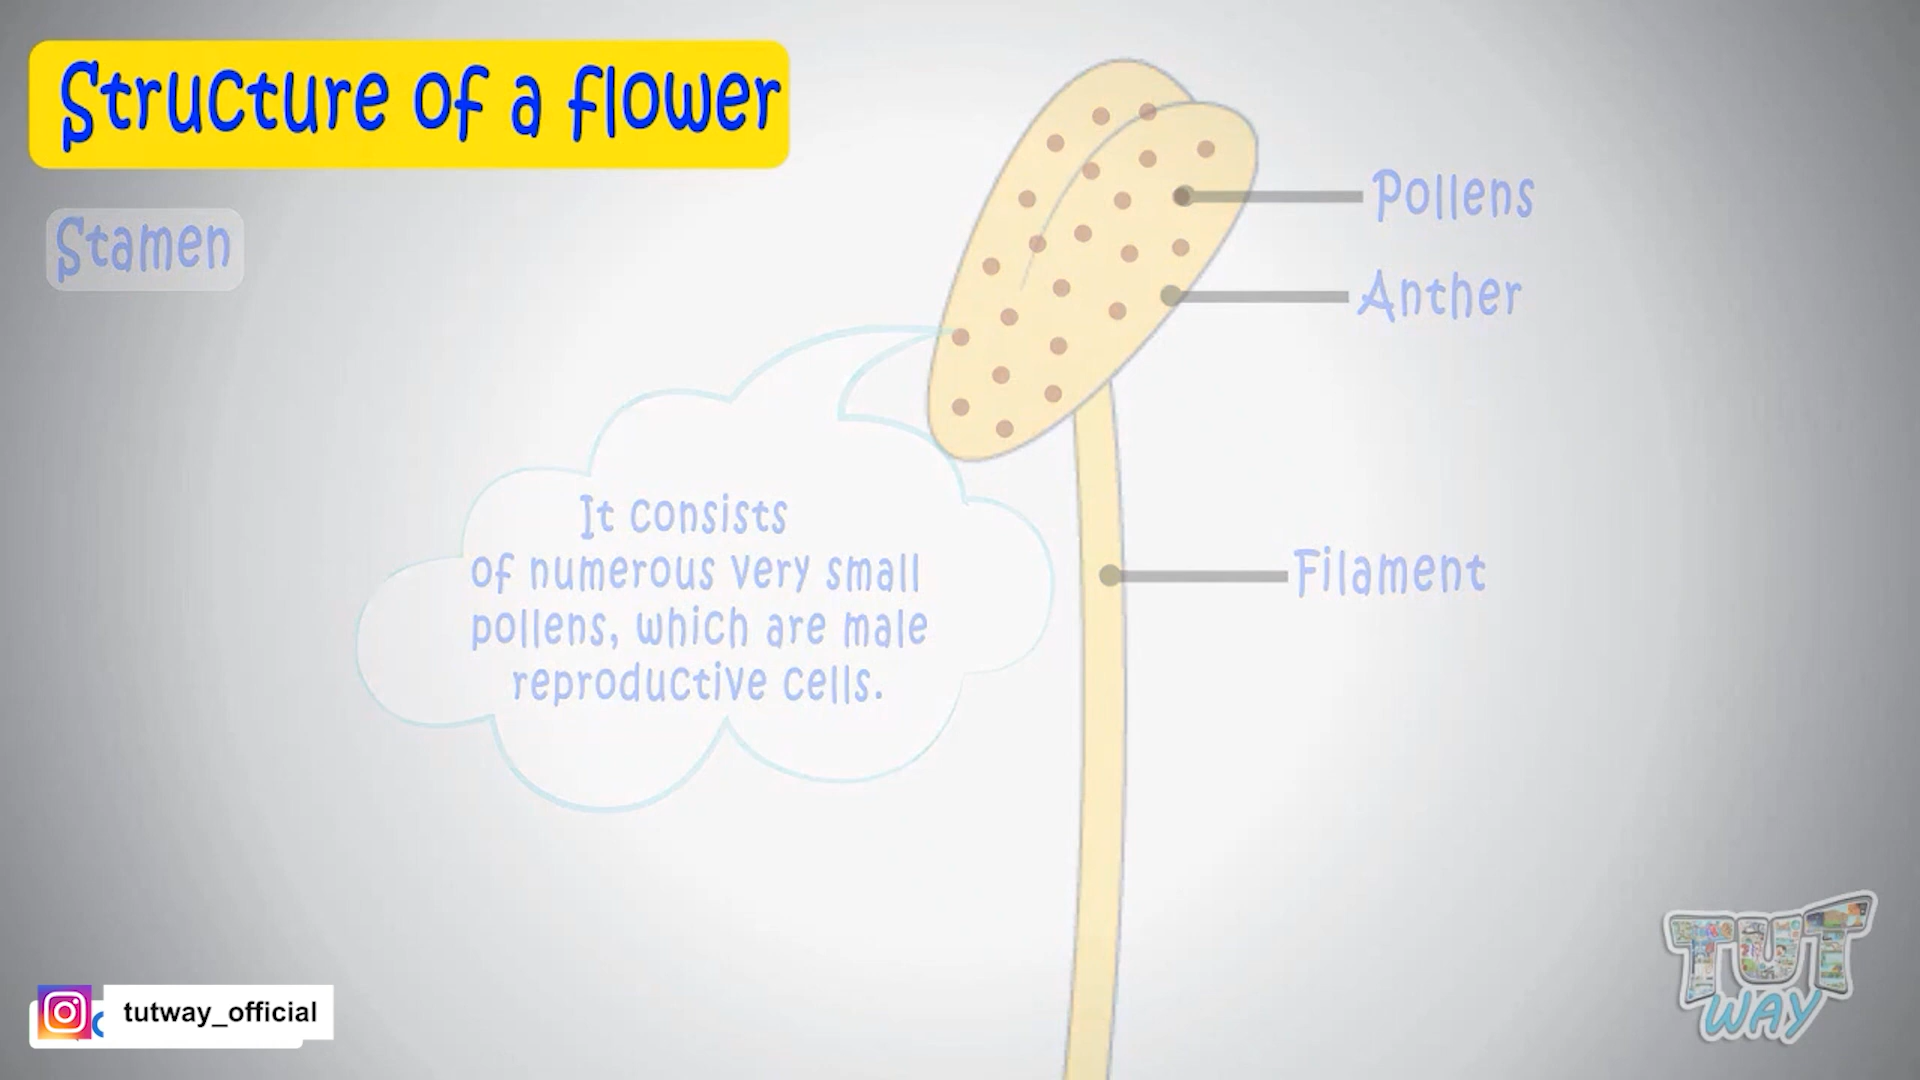 Structure of a flower
Stamen
Pollens
Anther
It consists
of numerous very small
pollens, which are male
reproductive cells.
Filament
TUT
WAY
tutway_official